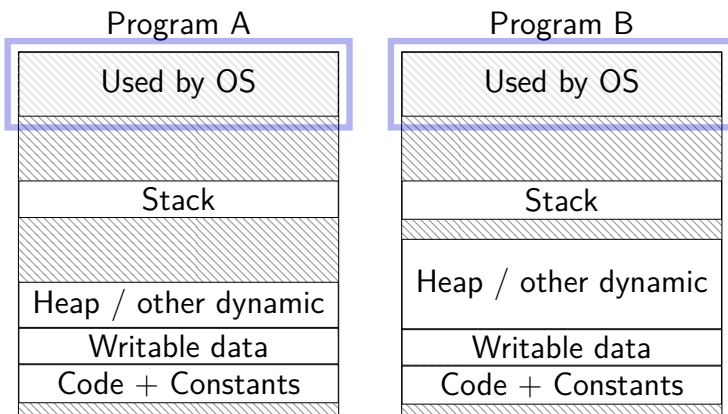 Program A
Used by OS
Stack
Heap / other dynamic
Writable data
Code + Constants
Program B
Used by OS
Stack
Heap / other dynamic
Writable data
Code + Constants